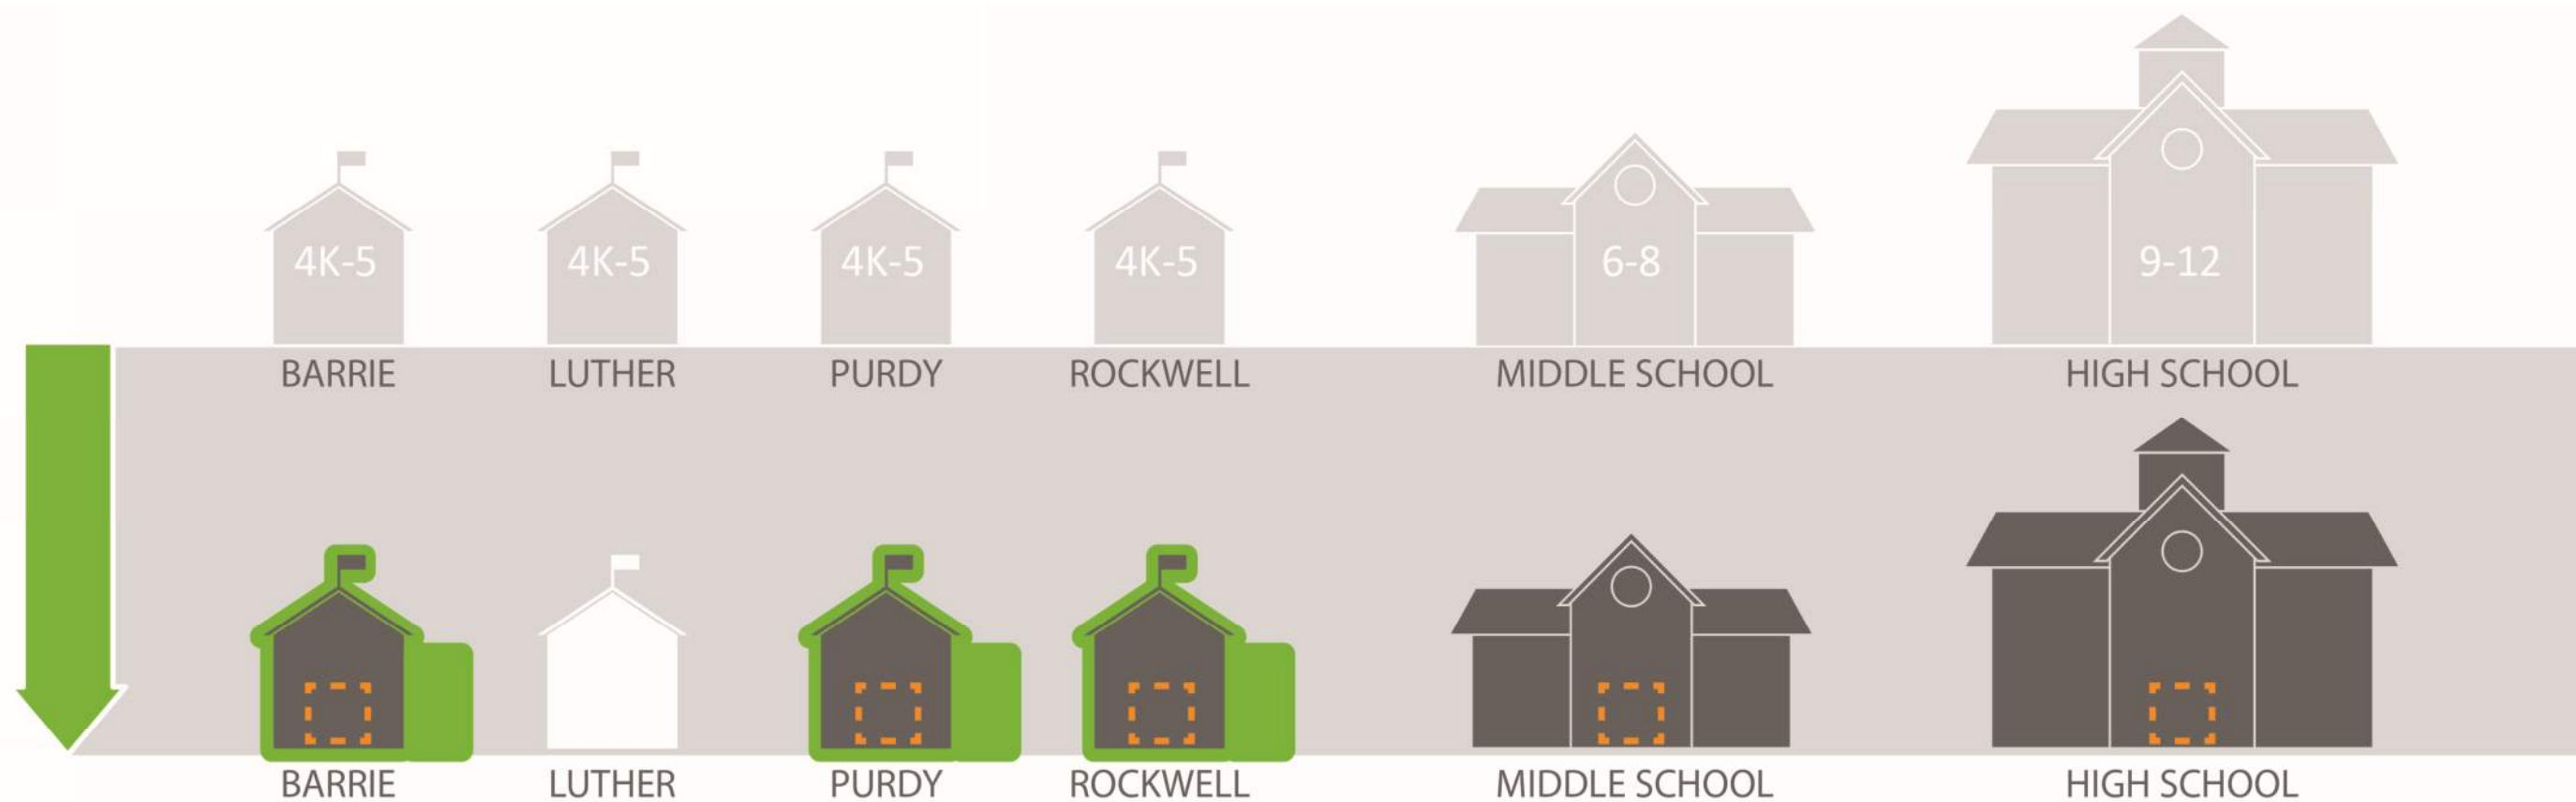 4K-5 4K-5 4K-5 4K-5 6-8 9-12
BARRIE LUTHER PURDY ROCKWELL MIDDLE SCHOOL HIGH SCHOOL
BARRIE LUTHER PURDY ROCKWELL MIDDLE SCHOOL HIGH SCHOOL